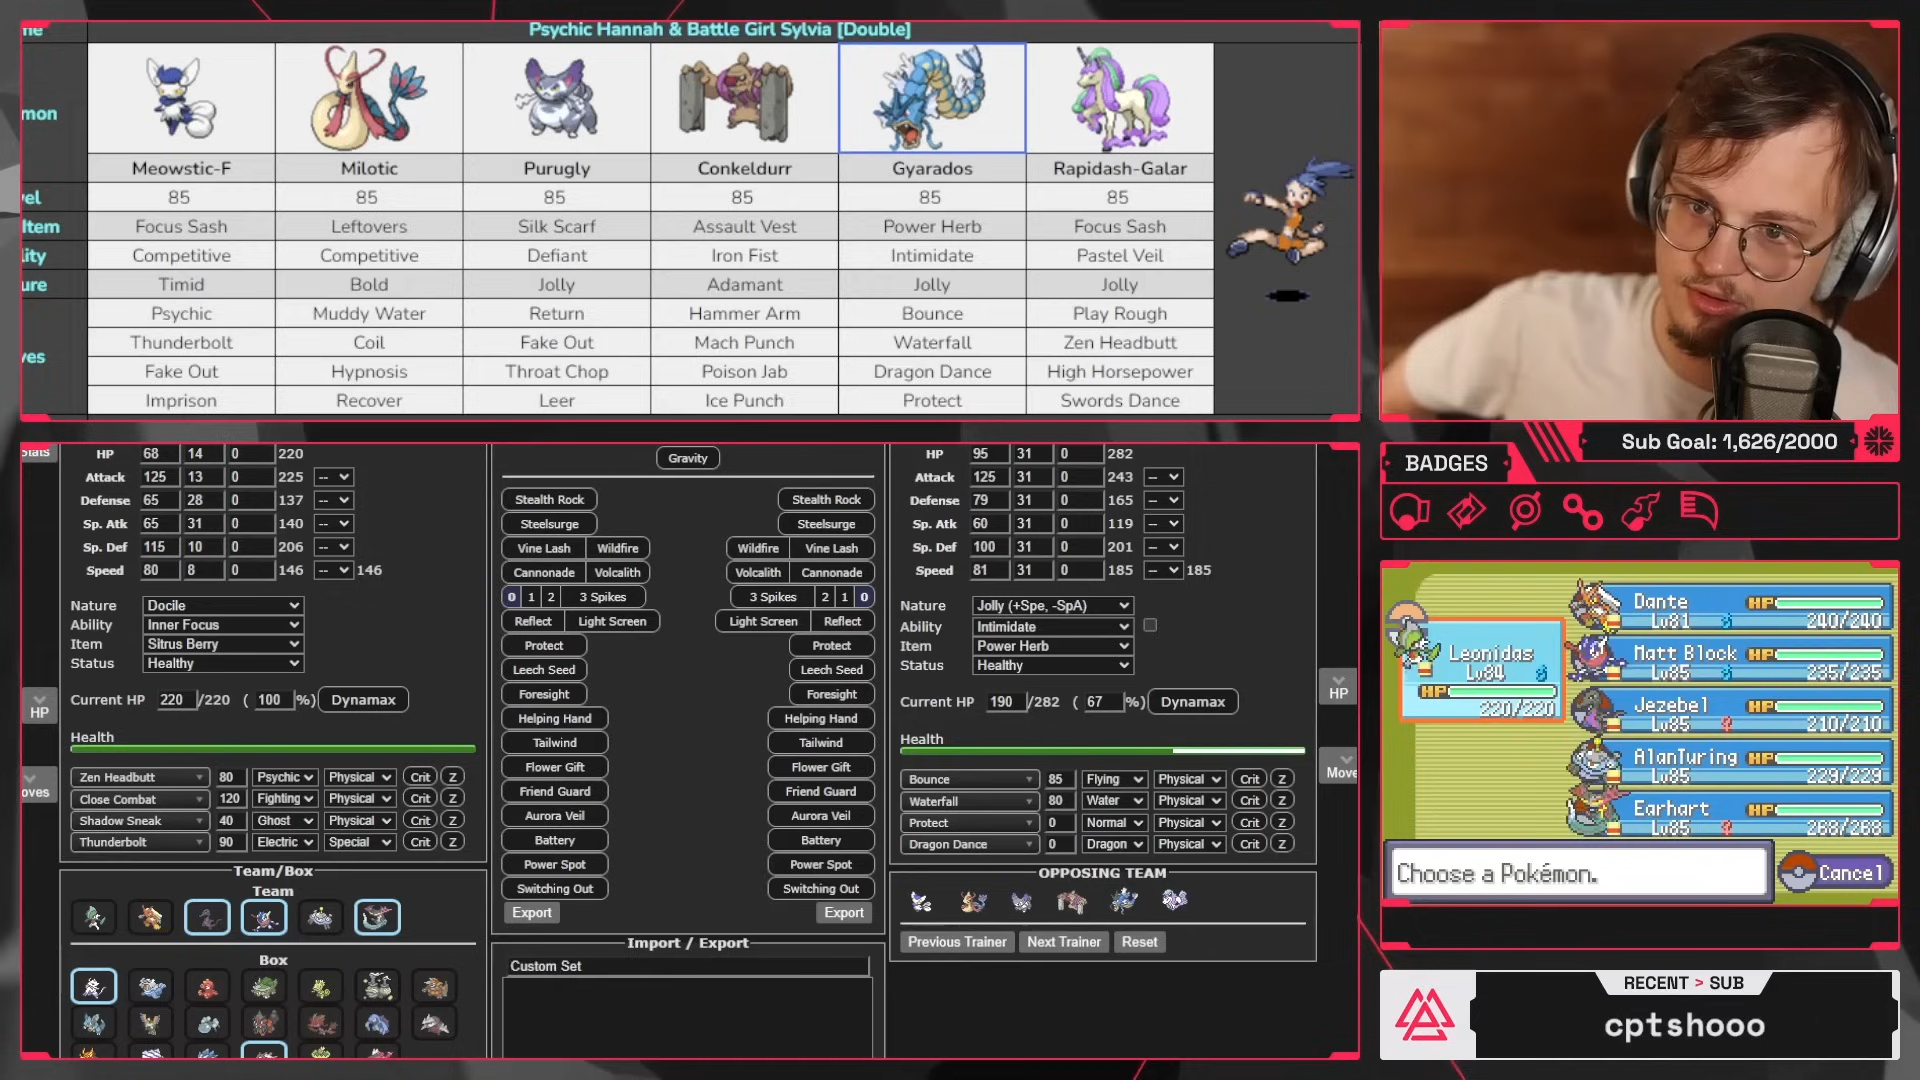 Psychic Hannah & Battle Girl Sylvia [Double]
Meowstic-F Milotic Purugly Conkeldurr Gyarados Rapidash-Galar
85 85 85 85 85 85
Item Focus Sash Leftovers Silk Scarf Assault Vest Power Herb Focus Sash
Competitive Competitive Defiant Iron Fist Intimidate Pastel Veil
Timid Bold Jolly Adamant Jolly Jolly
Psychic Muddy Water Return Hammer Arm Bounce Play Rough
Thunderbolt Coil Fake Out Mach Punch Waterfall Zen Headbutt
Fake Out Hypnosis Throat Chop Poison Jab Dragon Dance High Horsepower
Imprison Recover Leer Ice Punch Protect Swords Dance
HP 68 14 0 220
Attack 125 13 0 225 --
Defense 65 28 0 137 --
Sp. Atk 65 31 0 140 --
Sp. Def 115 10 0 206 --
Speed 80 8 0 146 -- 146
Nature Docile
Ability Inner Focus
Item Sitrus Berry
Status Healthy
Current HP 220 /220 ( 100 %) Dynamax
Health
Zen Headbutt 80 Psychic Physical Crit Z
Close Combat 120 Fighting Physical Crit Z
Shadow Sneak 40 Ghost Physical Crit Z
Thunderbolt 90 Electric Special Crit Z
Team/Box
Team
Box
HP
Gravity
Stealth Rock Stealth Rock
Steelsurge Steelsurge
Vine Lash Wildfire Wildfire Vine Lash
Cannonade Volcalith Volcalith Cannonade
0 1 2 3 Spikes 3 Spikes 2 1 0
Reflect Light Screen Light Screen Reflect
Protect Protect
Leech Seed Leech Seed
Foresight Foresight
Helping Hand Helping Hand
Tailwind Tailwind
Flower Gift Flower Gift
Friend Guard Friend Guard
Aurora Veil Aurora Veil
Battery Battery
Power Spot Power Spot
Switching Out Switching Out
Export Export
Import / Export
Custom Set
HP 95 31 0 282
Attack 125 31 0 243 --
Defense 79 31 0 165 --
Sp. Atk 60 31 0 119 --
Sp. Def 100 31 0 201 --
Speed 81 31 0 185 -- 185
Nature Jolly (+Spe, -SpA)
Ability Intimidate
Item Power Herb
Status Healthy
Current HP 190 /282 ( 67 %) Dynamax
Health
Bounce 85 Flying Physical Crit Z
Waterfall 80 Water Physical Crit Z
Protect 0 Normal Physical Crit Z
Dragon Dance 0 Dragon Physical Crit Z
OPPOSING TEAM
Previous Trainer Next Trainer Reset
HP
Move
Sub Goal: 1,626/2000
BADGES
Leonidas
Lv84
HP
220/220
Dante HP
Lv81 240/240
Matt Block HP
Lv85 235/235
Jezebel HP
Lv85 210/210
AlanTuring HP
Lv85 229/229
Earhart HP
Lv85 268/268
Choose a Pokémon.
Cancel
RECENT > SUB
cptshooo